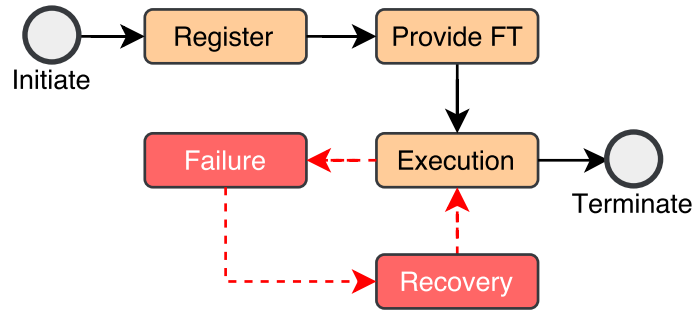 Register
Provide FT
Initiate
Failure
Execution
Terminate
Recovery